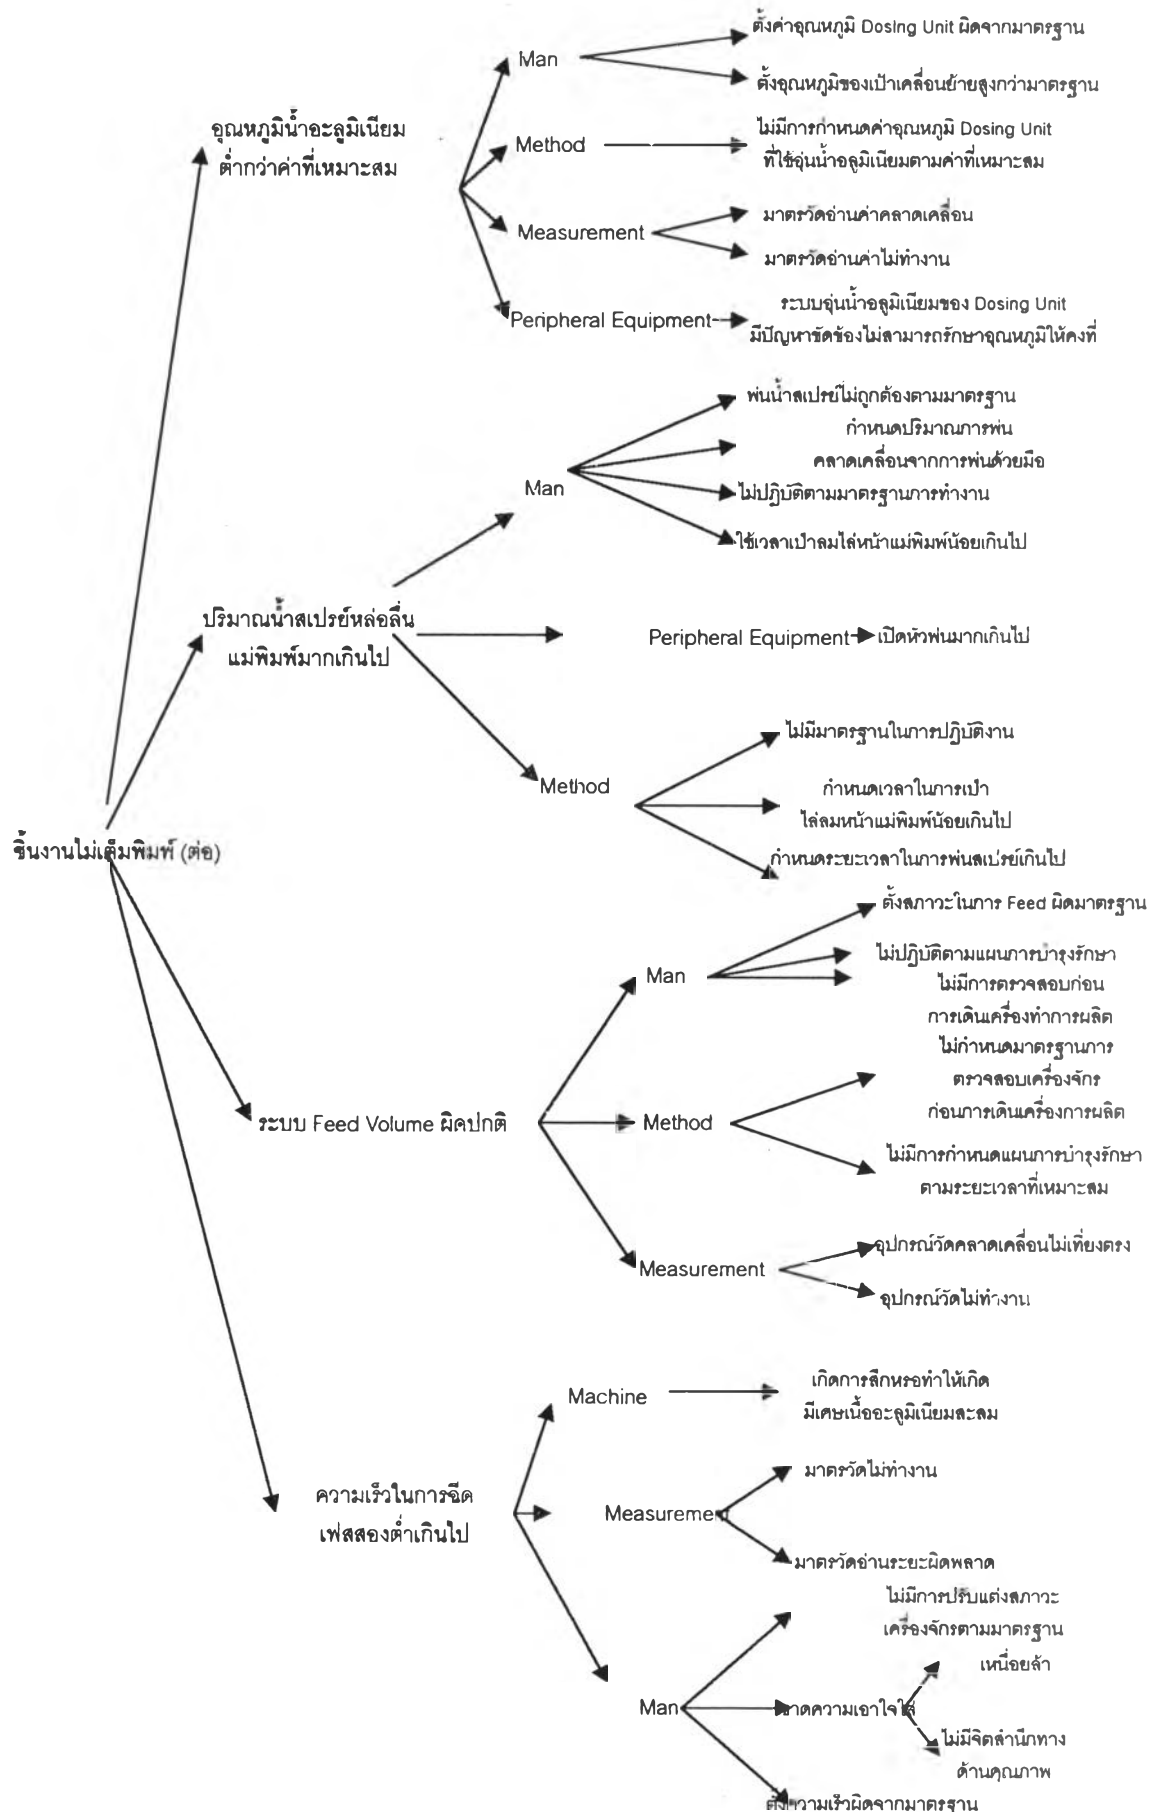 ตั้งค่าอุณหภูมิ Dosing Unit ผิดจากมาตรฐาน
Man
ตั้งอุณหภูมิของเป้าเคลื่อนย้ายสูงกว่ามาตรฐาน
อุณหภูมิน้ำอะลูมิเนียม
ต่ำกว่าค่าที่เหมาะสม
Method
ไม่มีการกำหนดค่าอุณหภูมิ Dosing Unit
ที่ใช้อุ่นน้ำอลูมิเนียมตามค่าที่เหมาะสม
มาตรวัดอ่านค่าคลาดเคลื่อน
Measurement
มาตรวัดอ่านค่าไม่ทำงาน
Peripheral Equipment
ระบบอุ่นน้ำอลูมิเนียมของ Dosing Unit
มีปัญหาขัดข้องไม่สามารถรักษาอุณหภูมิให้คงที่
พ่นน้ำสเปรย์ไม่ถูกต้องตามมาตรฐาน
กำหนดปริมาณการพ่น
คลาดเคลื่อนจากการพ่นด้วยมือ
Man
ไม่ปฏิบัติตามมาตรฐานการทำงาน
ใช้เวลาเป่าลมไล่หน้าแม่พิมพ์น้อยเกินไป
ปริมาณน้ำสเปรย์หล่อลื่น
แม่พิมพ์มากเกินไป
Peripheral Equipment
เปิดหัวพ่นมากเกินไป
ไม่มีมาตรฐานในการปฏิบัติงาน
Method
กำหนดเวลาในการเป่า
ไล่ลมหน้าแม่พิมพ์น้อยเกินไป
กำหนดระยะเวลาในการพ่นสเปรย์เกินไป
ชิ้นงานไม่เต็มพิมพ์ (ต่อ)
ตั้งสภาวะในการ Feed ผิดมาตรฐาน
ไม่ปฏิบัติตามแผนการบำรุงรักษา
Man
ไม่มีการตรวจสอบก่อน
การเดินเครื่องทำการผลิต
ไม่กำหนดมาตรฐานการ
ตรวจสอบเครื่องจักร
ก่อนการเดินเครื่องการผลิต
ระบบ Feed Volume ผิดปกติ
Method
ไม่มีการกำหนดแผนการบำรุงรักษา
ตามระยะเวลาที่เหมาะสม
อุปกรณ์วัดคลาดเคลื่อนไม่เที่ยงตรง
Measurement
อุปกรณ์วัดไม่ทำงาน
Machine
เกิดการสึกหรอทำให้เกิด
มีเศษเนื้ออะลูมิเนียมสะสม
มาตรวัดไม่ทำงาน
ความเร็วในการฉีด
เฟสสองต่ำเกินไป
Measurement
มาตรวัดอ่านระยะผิดพลาด
ไม่มีการปรับแต่งสภาวะ
เครื่องจักรตามมาตรฐาน
เหนื่อยล้า
Man
ขาดความเอาใจใส่
ไม่มีจิตสำนึกทาง
ด้านคุณภาพ
ตั้งความเร็วผิดจากมาตรฐาน